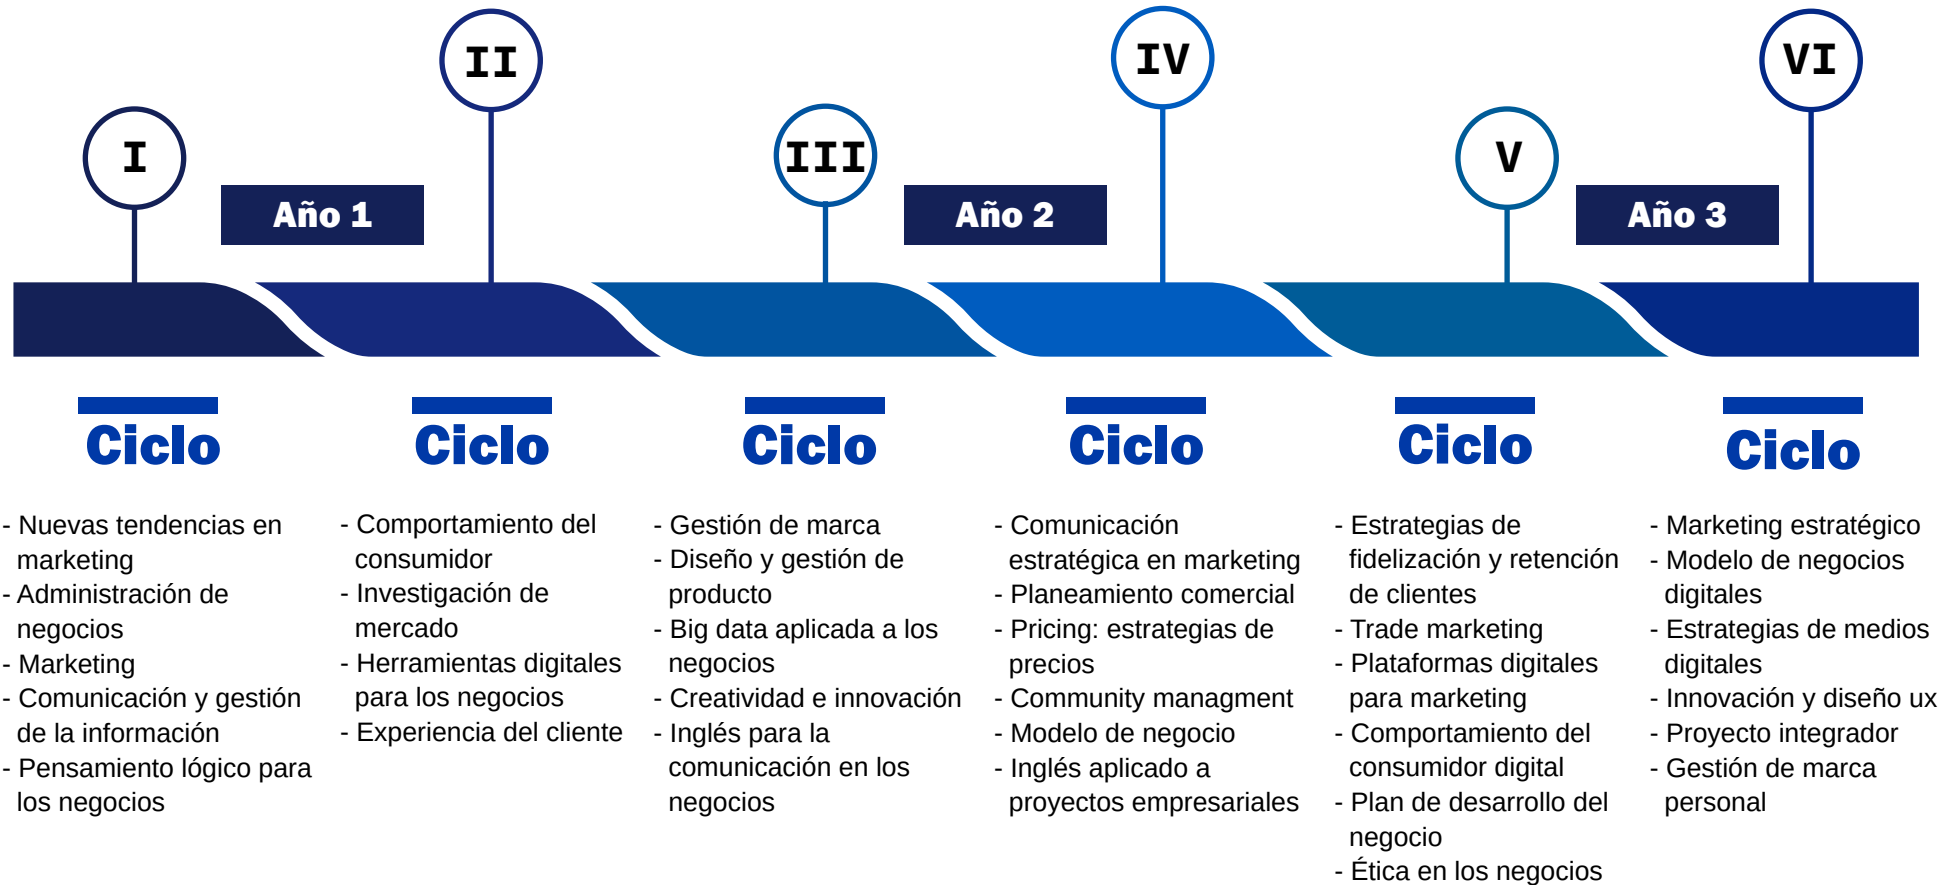 I
II
III
IV
V
VI
Año 1
Año 2
Año 3
Ciclo
- Nuevas tendencias en
marketing
- Administración de
negocios
- Marketing
- Comunicación y gestión
de la información
- Pensamiento lógico para
los negocios
Ciclo
- Comportamiento del
consumidor
- Investigación de
mercado
- Herramientas digitales
para los negocios
- Experiencia del cliente
Ciclo
- Gestión de marca
- Diseño y gestión de
producto
- Big data aplicada a los
negocios
- Creatividad e innovación
- Inglés para la
comunicación en los
negocios
Ciclo
- Comunicación
estratégica en marketing
- Planeamiento comercial
- Pricing: estrategias de
precios
- Community managment
- Modelo de negocio
- Inglés aplicado a
proyectos empresariales
Ciclo
- Estrategias de
fidelización y retención
de clientes
- Trade marketing
- Plataformas digitales
para marketing
- Comportamiento del
consumidor digital
- Plan de desarrollo del
negocio
- Ética en los negocios
Ciclo
- Marketing estratégico
- Modelo de negocios
digitales
- Estrategias de medios
digitales
- Innovación y diseño ux
- Proyecto integrador
- Gestión de marca
personal